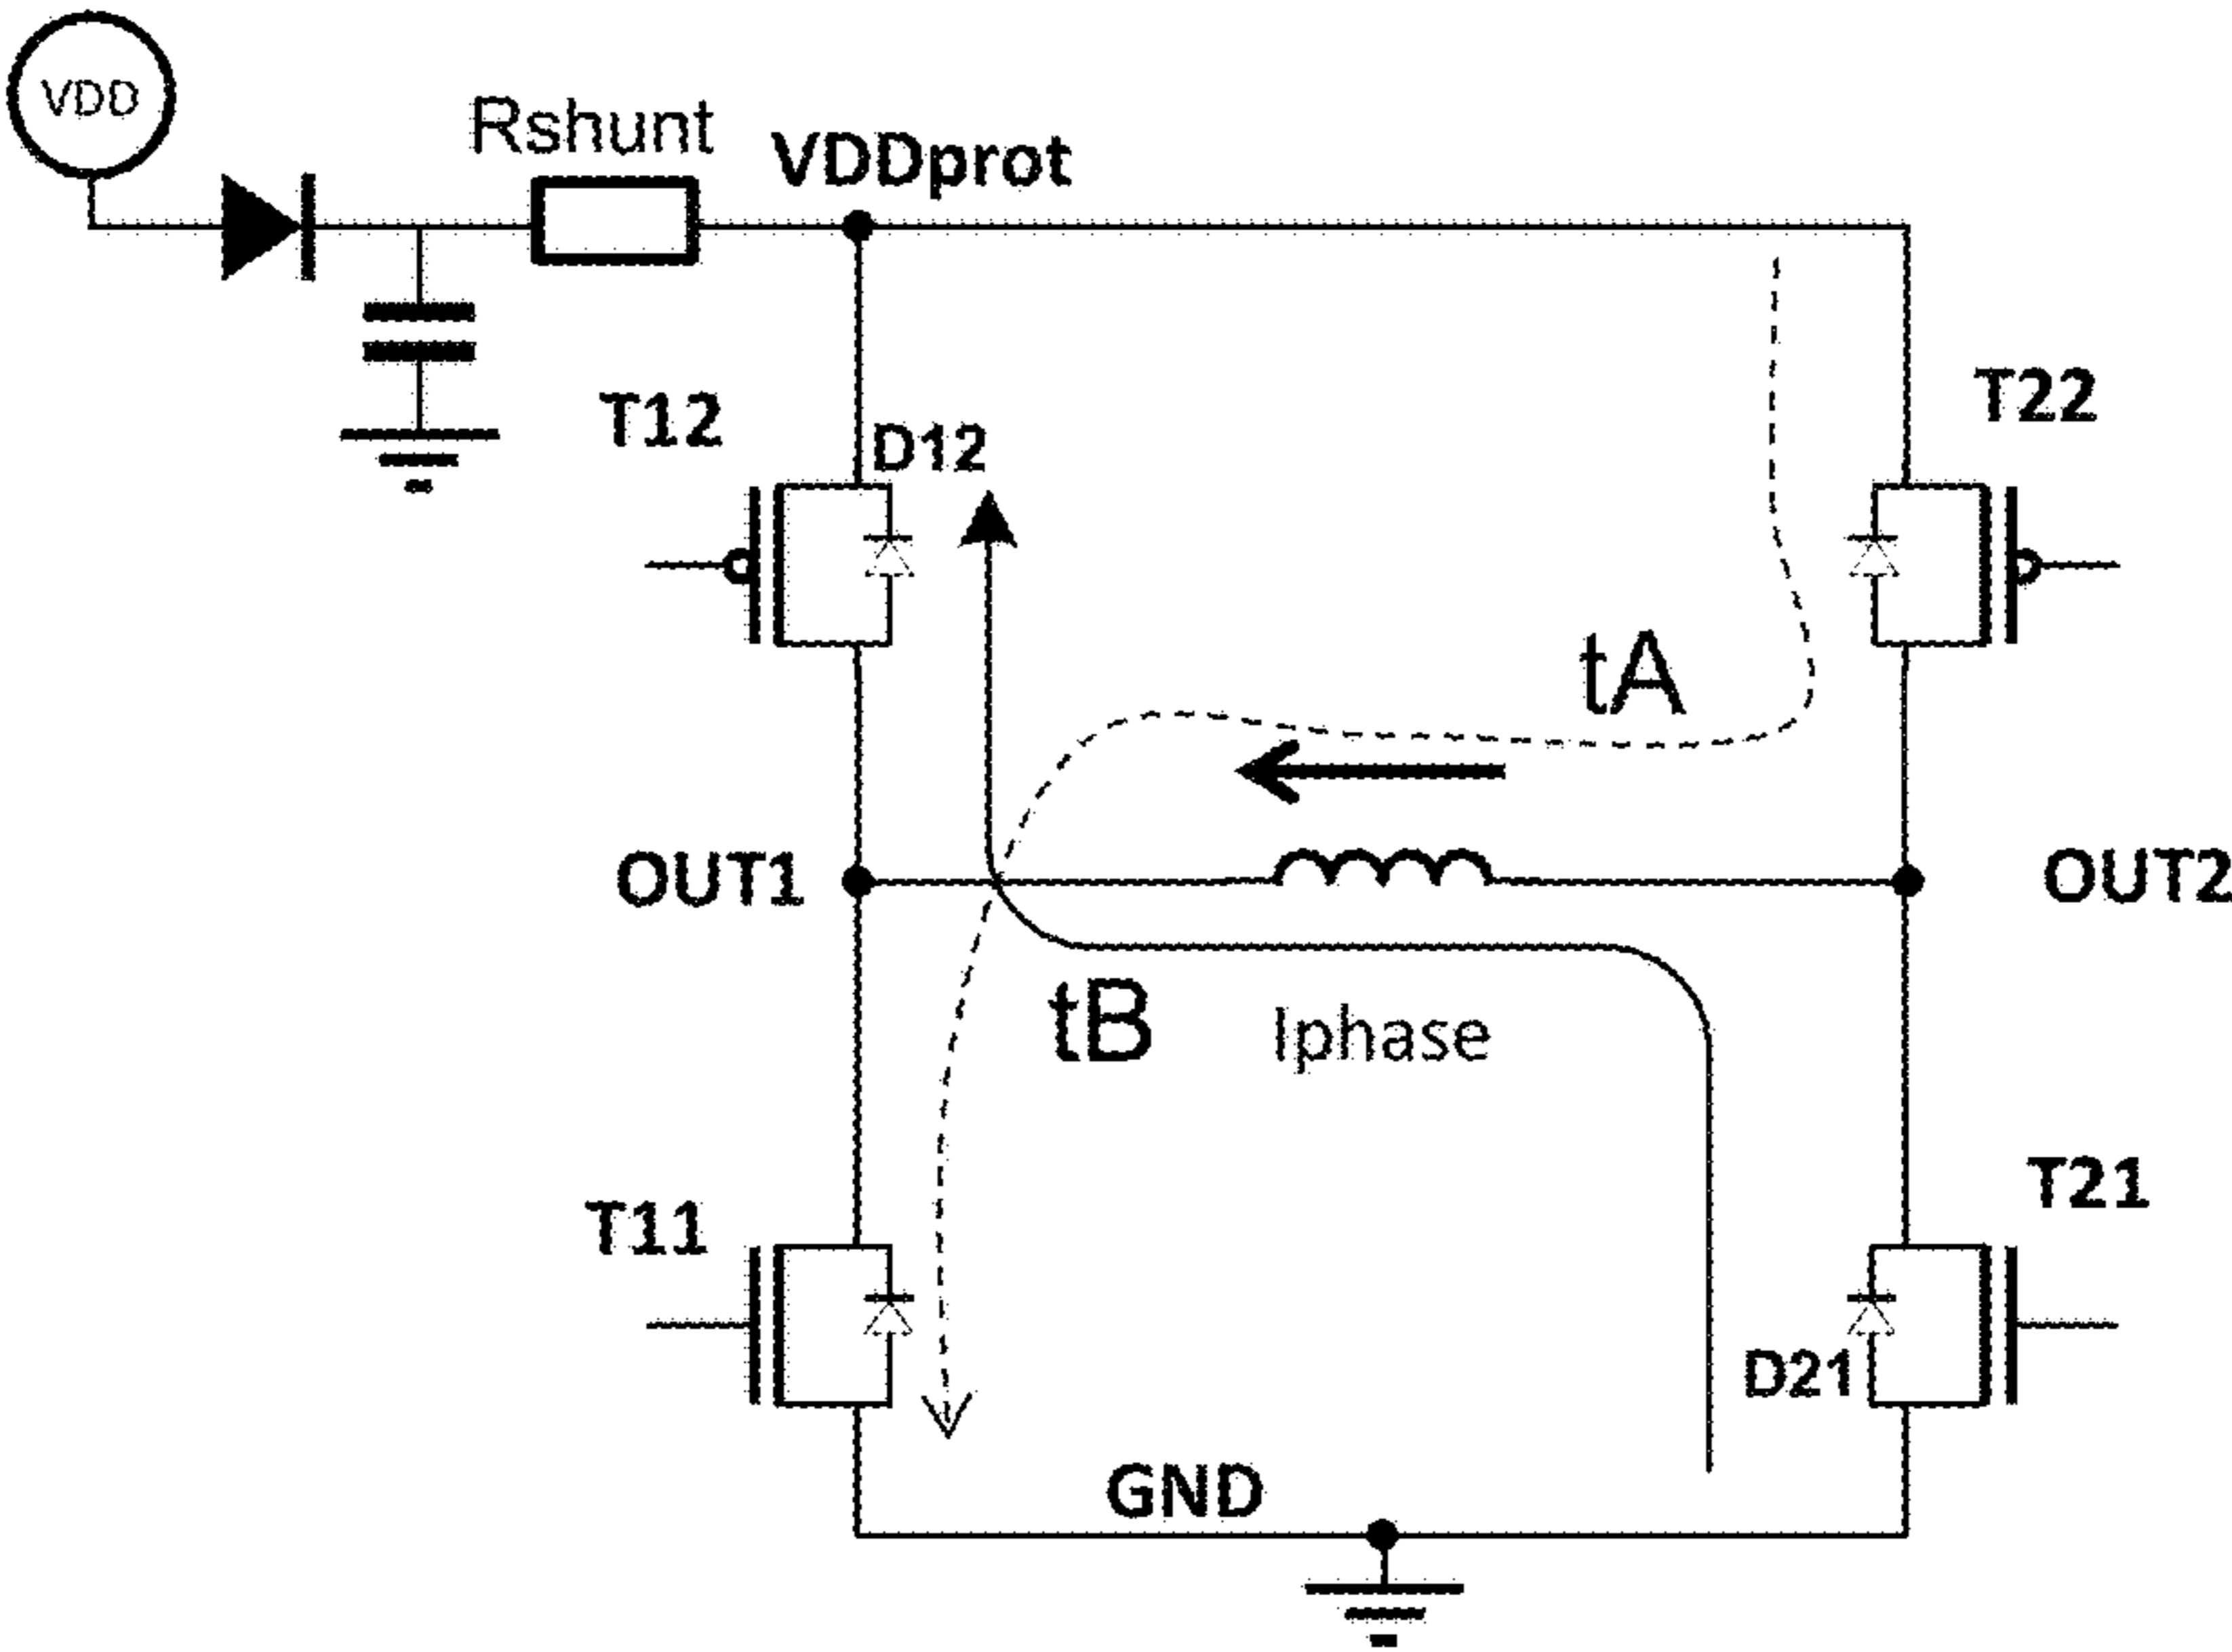 VDD
Rshunt
VDDprot
T12
D12
T22
tA
OUT1
OUT2
tB
Iphase
T11
T21
D21
GND